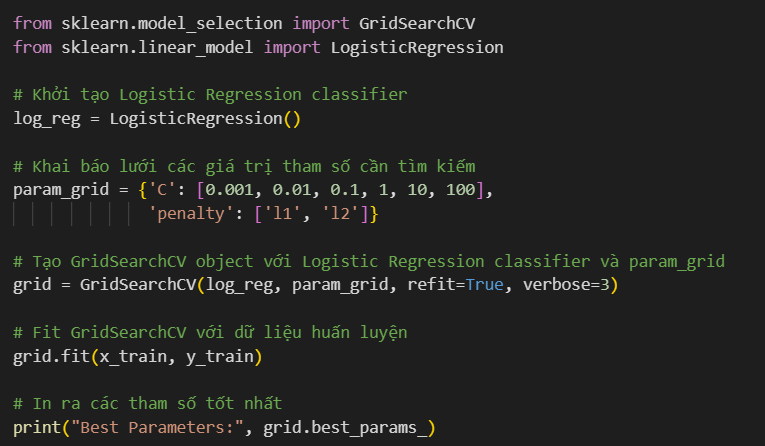 from sklearn.model_selection import GridSearchCV
from sklearn.linear_model import LogisticRegression
# Khởi tạo Logistic Regression classifier
log_reg = LogisticRegression()
# Khai báo lưới các giá trị tham số cần tìm kiếm
param_grid = {'C': [0.001, 0.01, 0.1, 1, 10, 100],
              'penalty': ['l1', 'l2']}
# Tạo GridSearchCV object với Logistic Regression classifier và param_grid
grid = GridSearchCV(log_reg, param_grid, refit=True, verbose=3)
# Fit GridSearchCV với dữ liệu huấn luyện
grid.fit(x_train, y_train)
# In ra các tham số tốt nhất
print("Best Parameters:", grid.best_params_)